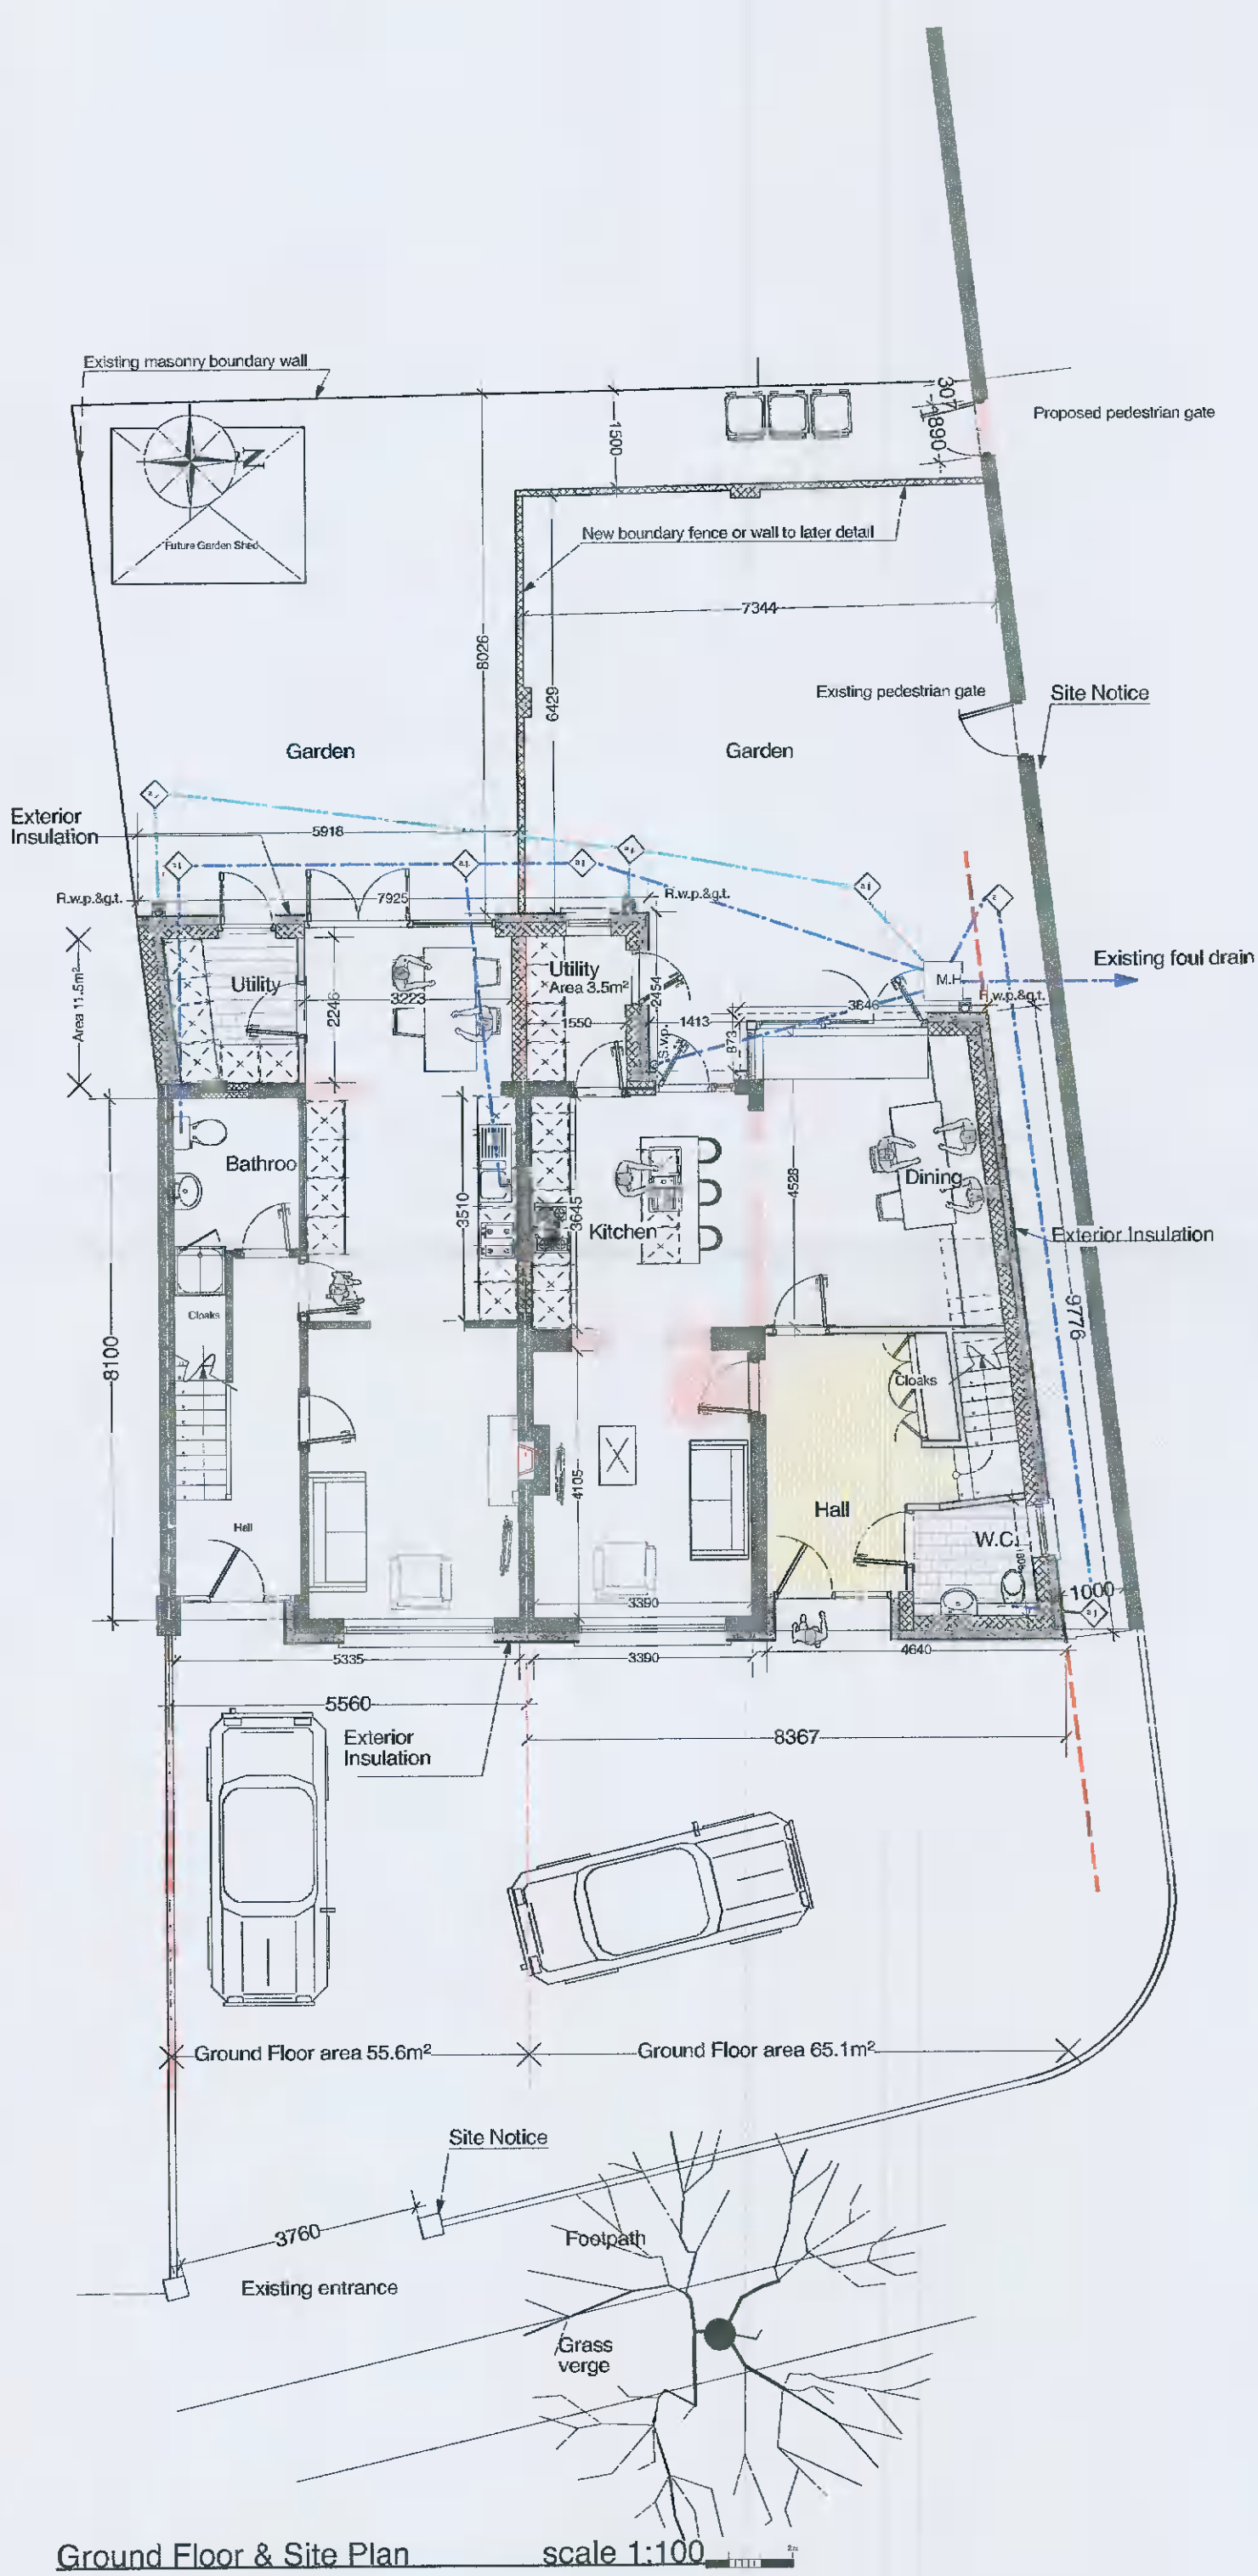 Existing masonry boundary wall
307
890
Proposed pedestrian gate
1500
N
Future Garden Shed
New boundary fence or wall to later detail
7344
8026
6429
Existing pedestrian gate
Site Notice
Garden
Garden
Exterior
Insulation
5918
R.w.p.&g.t.
7925
R.w.p.&g.t.
Existing foul drain
M.H
R.w.p.&g.t.
Area 11.5m²
Utility
2246
3223
Utility
Area 3.5m²
1550
2454
1413
S.v.p.
873
3846
Bathroo
3510
3645
Kitchen
4528
Dining
Exterior Insulation
9776
Cloaks
8100
Cloaks
4105
Hall
Hall
W.C.
1000
3390
5335
3390
4640
5560
8367
Exterior
Insulation
Ground Floor area 55.6m²
Ground Floor area 65.1m²
Site Notice
3760
Footpath
Existing entrance
Grass
verge
Ground Floor & Site Plan scale 1:100
2m